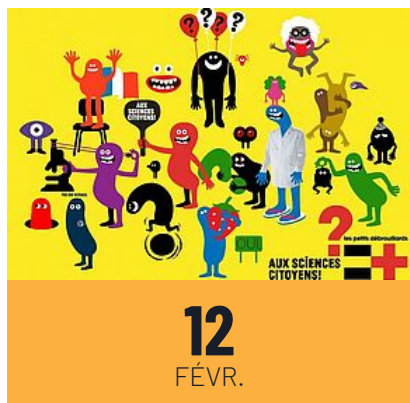 ? ? ? ?
AUX
SCIENCES
CITOYENS!
OUI
?
les petits débrouillards
AUX SCIENCES
CITOYENS!
12
FÉVR.